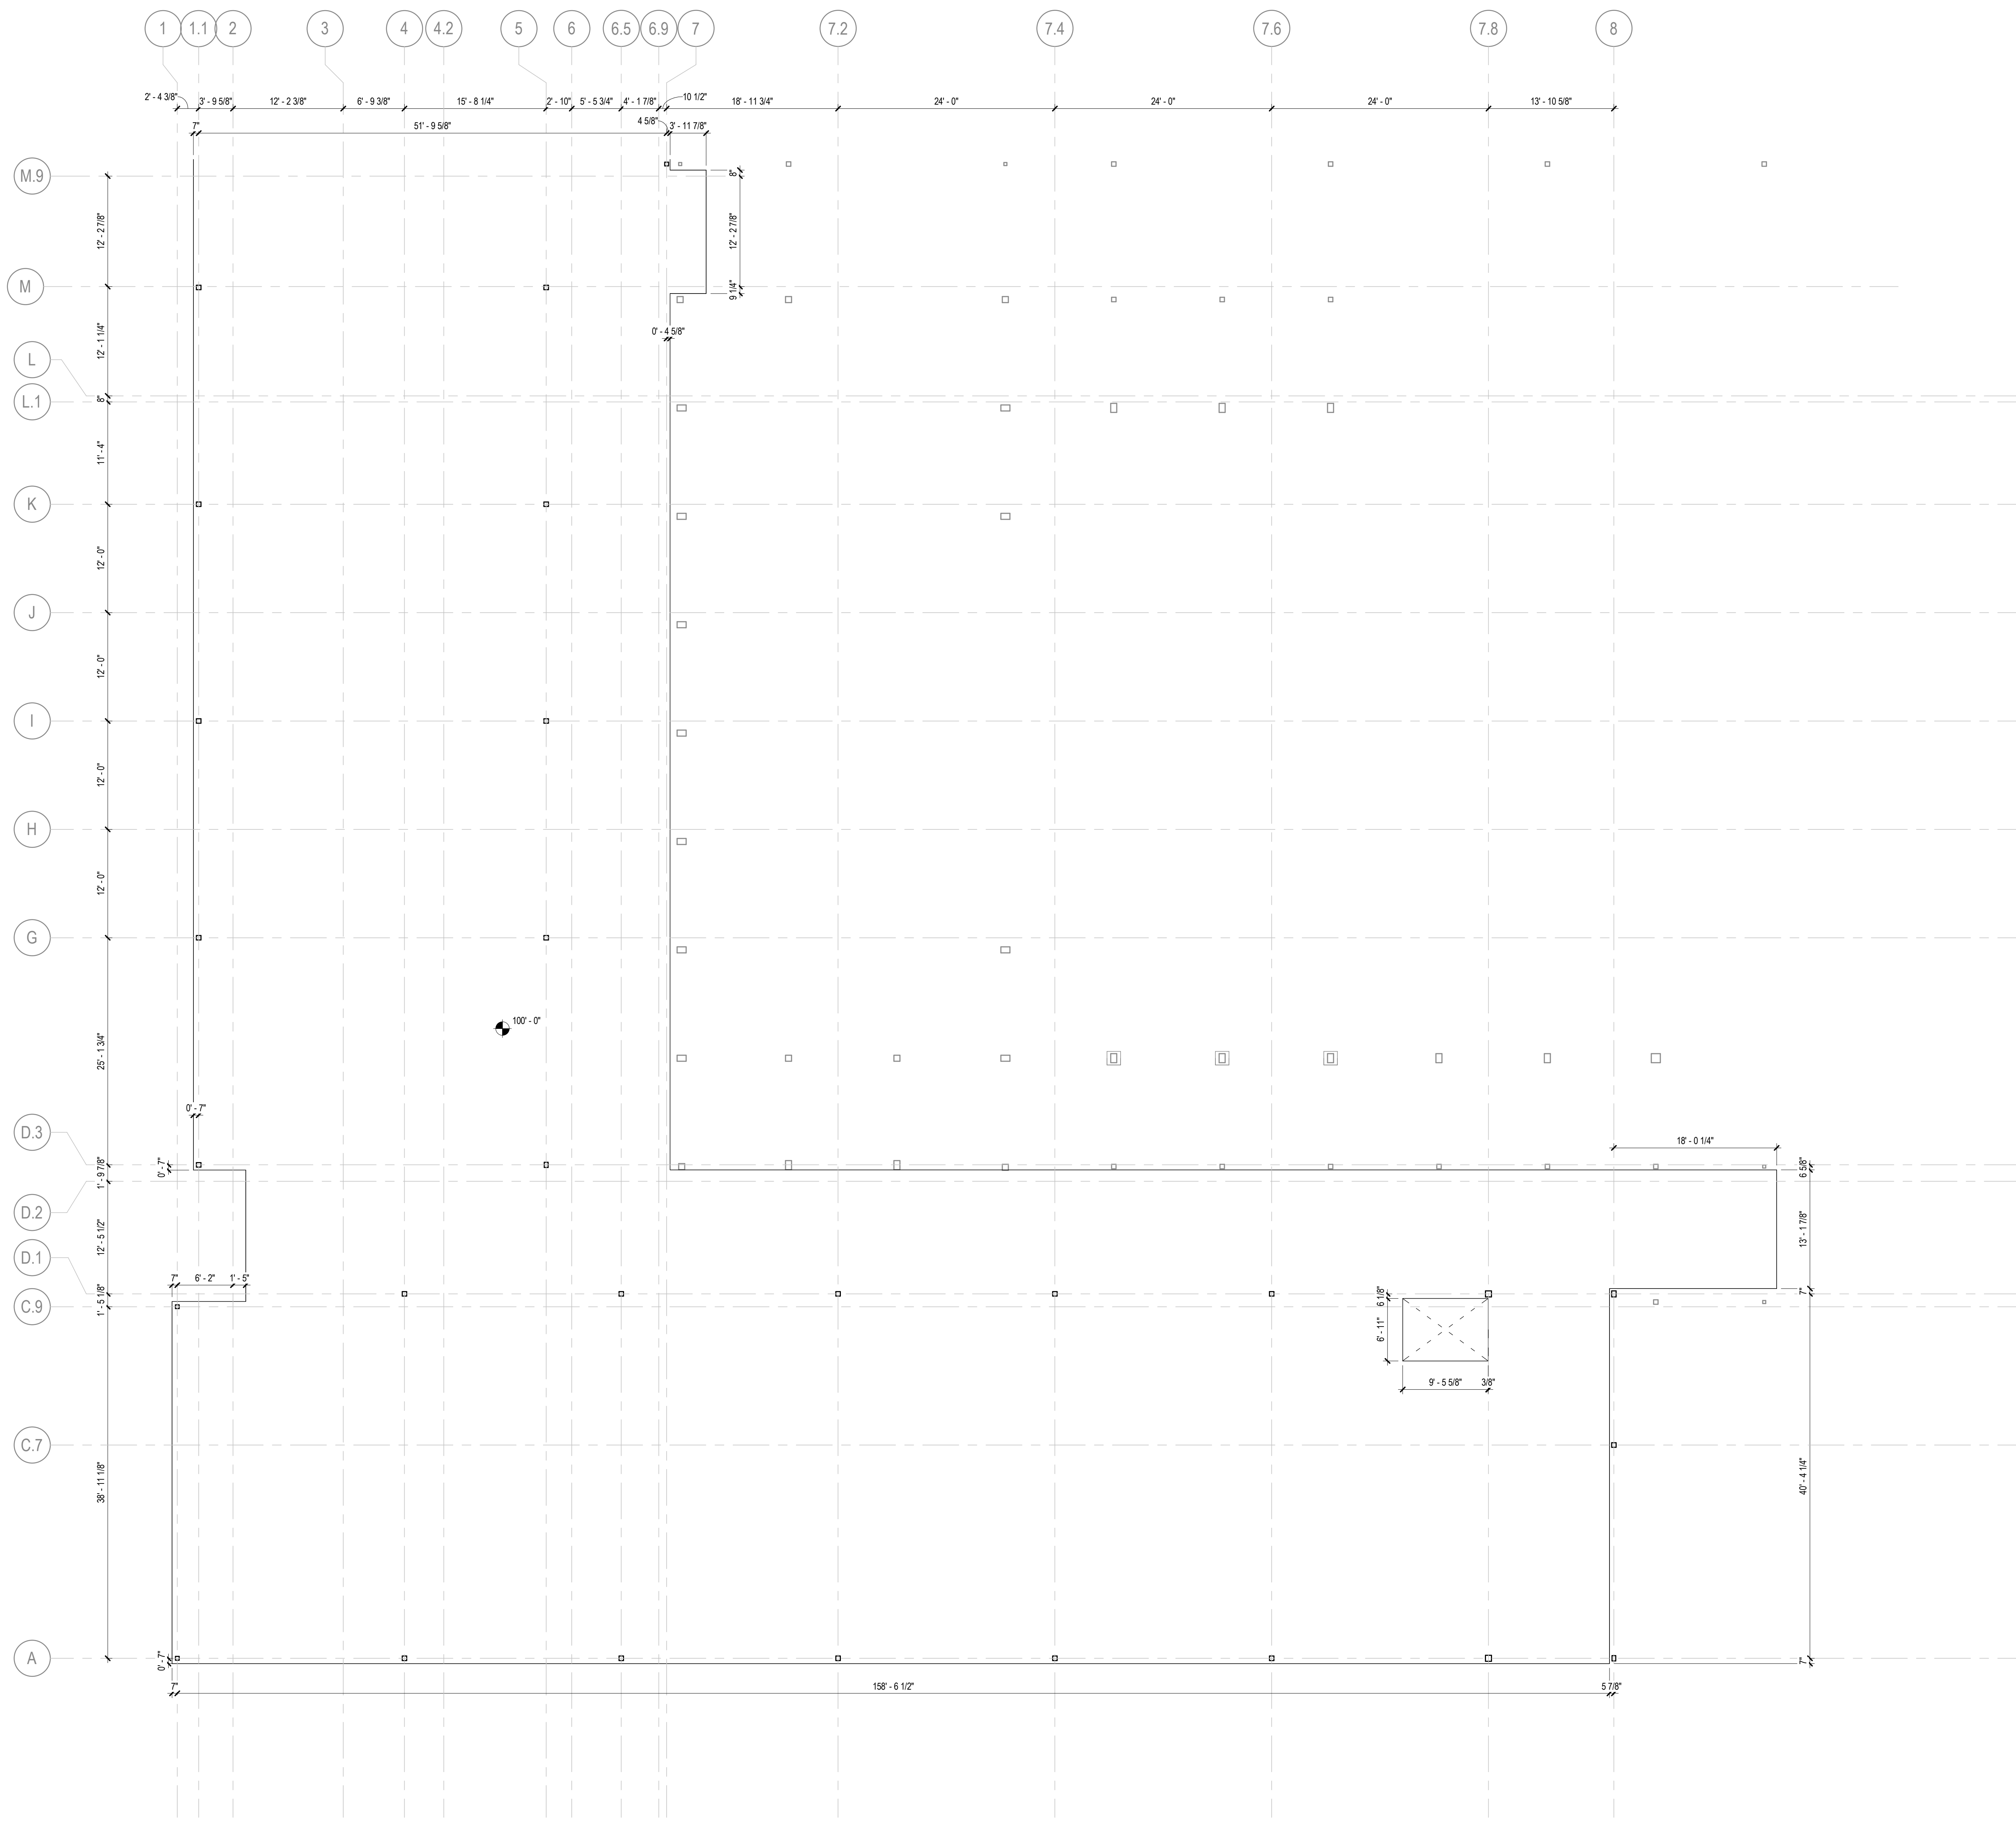 1 1.1 2 3 4 4.2 5 6 6.5 6.9 7 7.2 7.4 7.6 7.8 8
2' - 4 3/8" 3' - 9 5/8" 12' - 2 3/8" 6' - 9 3/8" 15' - 8 1/4" 2' - 10" 5' - 5 3/4" 4' - 1 7/8" 10 1/2" 18' - 11 3/4" 24' - 0" 24' - 0" 24' - 0" 13' - 10 5/8"
7" 51' - 9 5/8" 4 5/8" 3' - 11 7/8"
M.9
8"
12' - 2 7/8"
12' - 2 7/8"
M
9 1/4"
12' - 1 1/4"
0' - 4 5/8"
L
8"
L.1
11' - 4"
K
12' - 0"
J
12' - 0"
I
12' - 0"
H
12' - 0"
G
100' - 0"
25' - 1 3/4"
0' - 7"
D.3
18' - 0 1/4"
1' - 9 7/8"
0' - 7"
6 5/8"
D.2
12' - 5 1/2"
13' - 1 7/8"
D.1
7" 6' - 2" 1' - 5"
1' - 5 1/8"
6 1/8"
7"
C.9
6' - 11"
9' - 5 5/8" 3/8"
C.7
38' - 11 1/8"
40' - 4 1/4"
A
0' - 7"
7"
7" 158' - 6 1/2" 5 7/8"